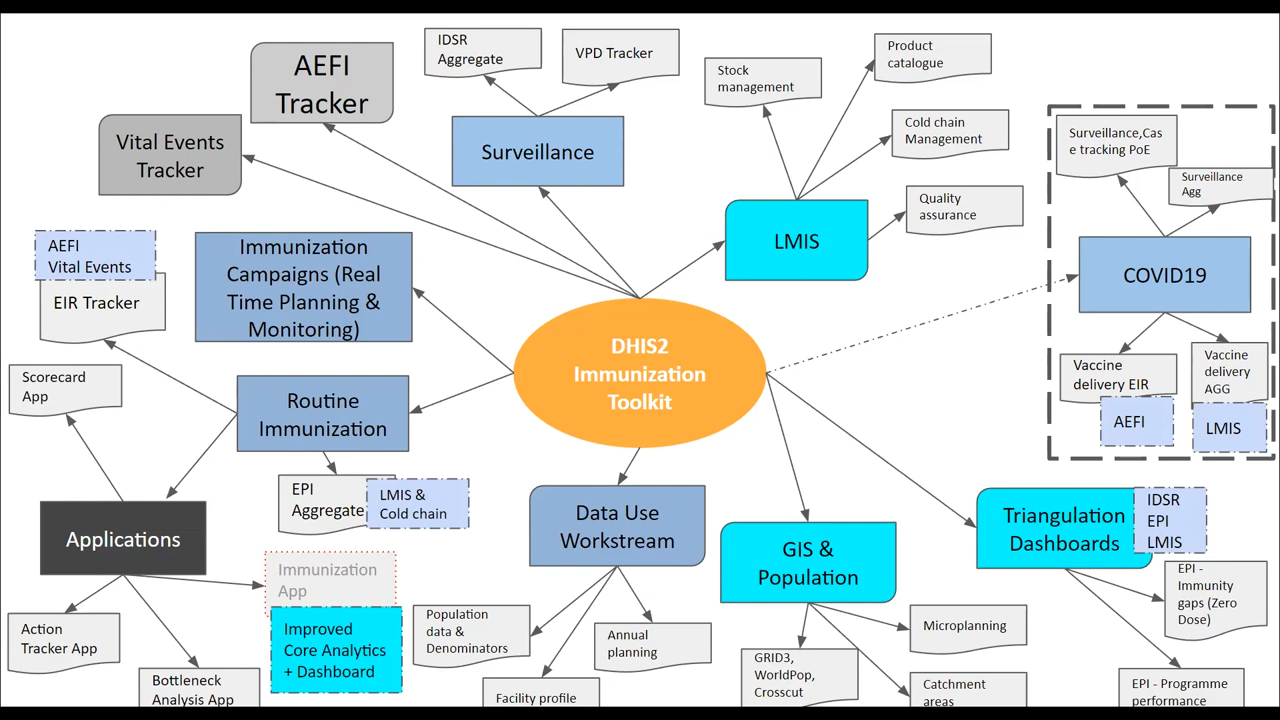 AEFI
Tracker
IDSR
Aggregate
VPD Tracker
Stock
management
Product
catalogue
Vital Events
Tracker
Surveillance
Cold chain
Management
Surveillance,Cas
e tracking PoE
Surveillance
Agg
Quality
assurance
LMIS
AEFI
Vital Events
EIR Tracker
Immunization
Campaigns (Real
Time Planning &
Monitoring)
COVID19
DHIS2
Immunization
Toolkit
Vaccine
delivery EIR
Vaccine
delivery
AGG
AEFI
LMIS
Scorecard
App
Routine
Immunization
EPI
Aggregate
LMIS &
Cold chain
Applications
Data Use
Workstream
GIS &
Population
Triangulation
Dashboards
IDSR
EPI
LMIS
Immunization
App
Improved
Core Analytics
+ Dashboard
Action
Tracker App
Bottleneck
Analysis App
Population
data &
Denominators
Annual
planning
Facility profile
GRID3,
WorldPop,
Crosscut
Microplanning
Catchment
areas
EPI -
Immunity
gaps (Zero
Dose)
EPI - Programme
performance